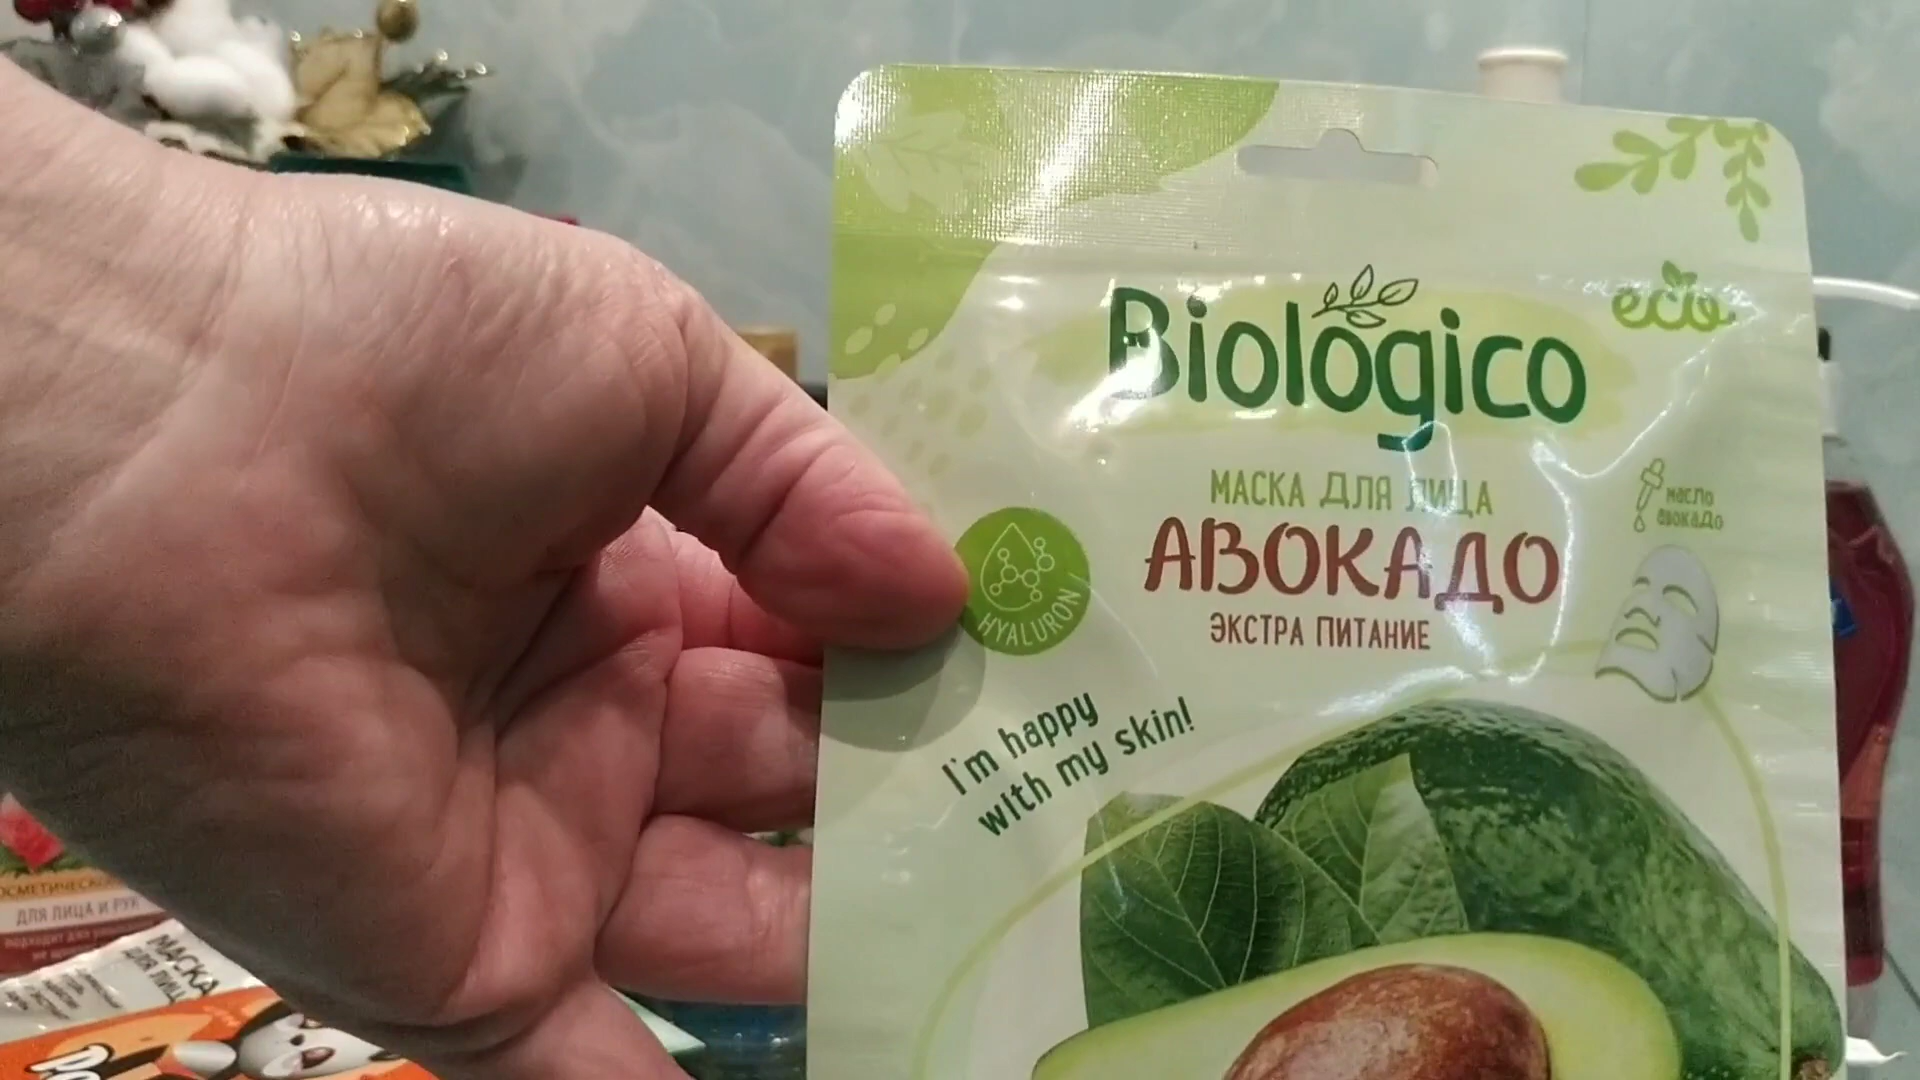 Biologico
eco
МАСКА ДЛЯ ЛИЦА
АВОКАДО
ЭКСТРА ПИТАНИЕ
масло
авокадо
HYALURON
I'm happy
with my skin!
ДЛЯ ЛИЦА И РУК
МАСКА
ДЛЯ ЛИЦА